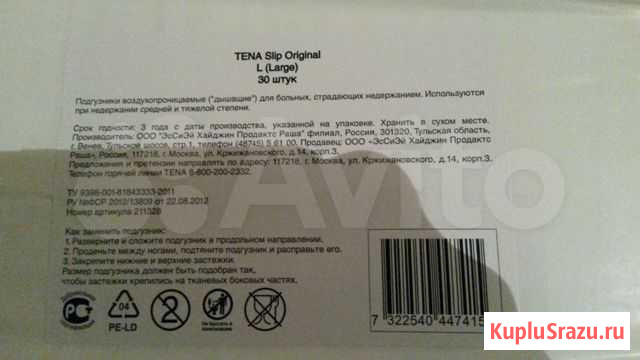 TENA Slip Original
L (Large)
30 штук
Подгузники воздухопроницаемые ("дышащие") для больных, страдающих недержанием. Используются
при недержании средней и тяжелой степени.
Срок годности: 3 года с даты производства, указанной на упаковке. Хранить в сухом месте.
Производитель: ООО "ЭсСиЭй Хайджин Продактс Раша" филиал, Россия, 301320, Тульская область,
г. Венев, Тульское шоссе, стр.1, телефон (48745) 5 61 00. Продавец: ООО "ЭсСиЭй Хайджин Продактс
Раша», Россия, 117218, г. Москва, ул. Кржижановского, д.14, корп.3.
Предложения и претензии направлять по адресу: 117218, г. Москва, ул. Кржижановского, д.14, корп.3.
Телефон горячей линии TENA 8-800-200-2332.
ТУ 9398-001-81843333-2011
РУ №ФСР 2012/13809 от 22.08.2012
Номер артикула 211328
Как заменить подгузник:
1. Разверните и сложите подгузник в продольном направлении.
2. Проденьте между ногами, подтяните подгузник и расправьте его.
3. Закрепите нижние и верхние застежки.
Размер подгузника должен быть подобран так,
чтобы застежки крепились на тканевых боковых частях.
04
PE-LD
7 322540 447415
Avito
KupluSrazu.ru